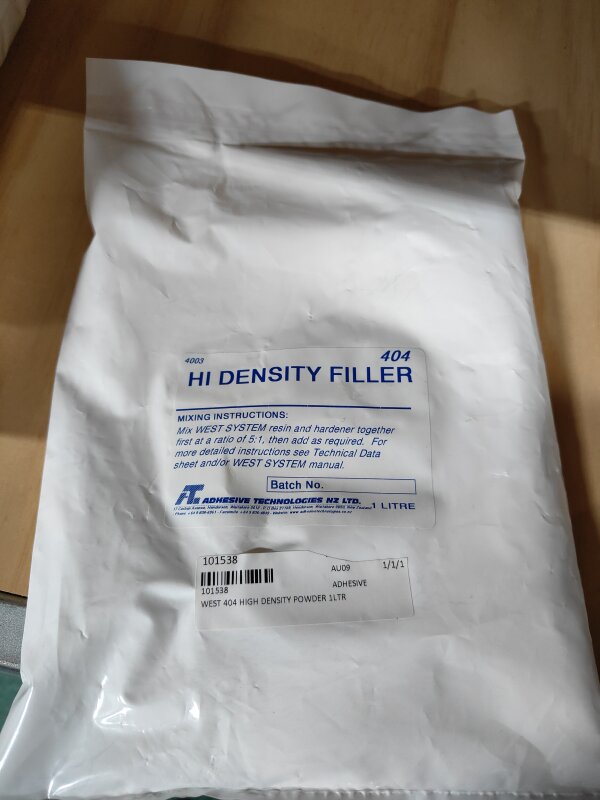 4003
404
HI DENSITY FILLER
MIXING INSTRUCTIONS:
Mix WEST SYSTEM resin and hardener together
first at a ratio of 5:1, then add as required. For
more detailed instructions see Technical Data
sheet and/or WEST SYSTEM manual.
Batch No.
ADHESIVE TECHNOLOGIES NZ LTD.
1 LITRE
101538
AU09
1/1/1
101538
ADHESIVE
WEST 404 HIGH DENSITY POWDER 1LTR